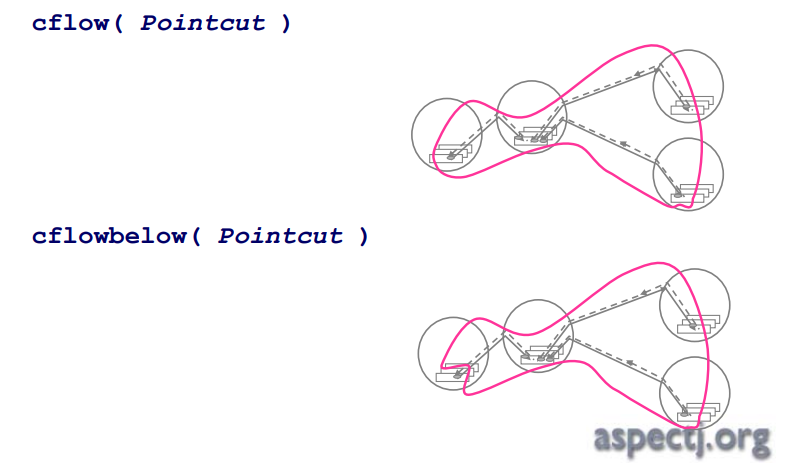 cflow( Pointcut )
cflowbelow( Pointcut )
aspectj.org